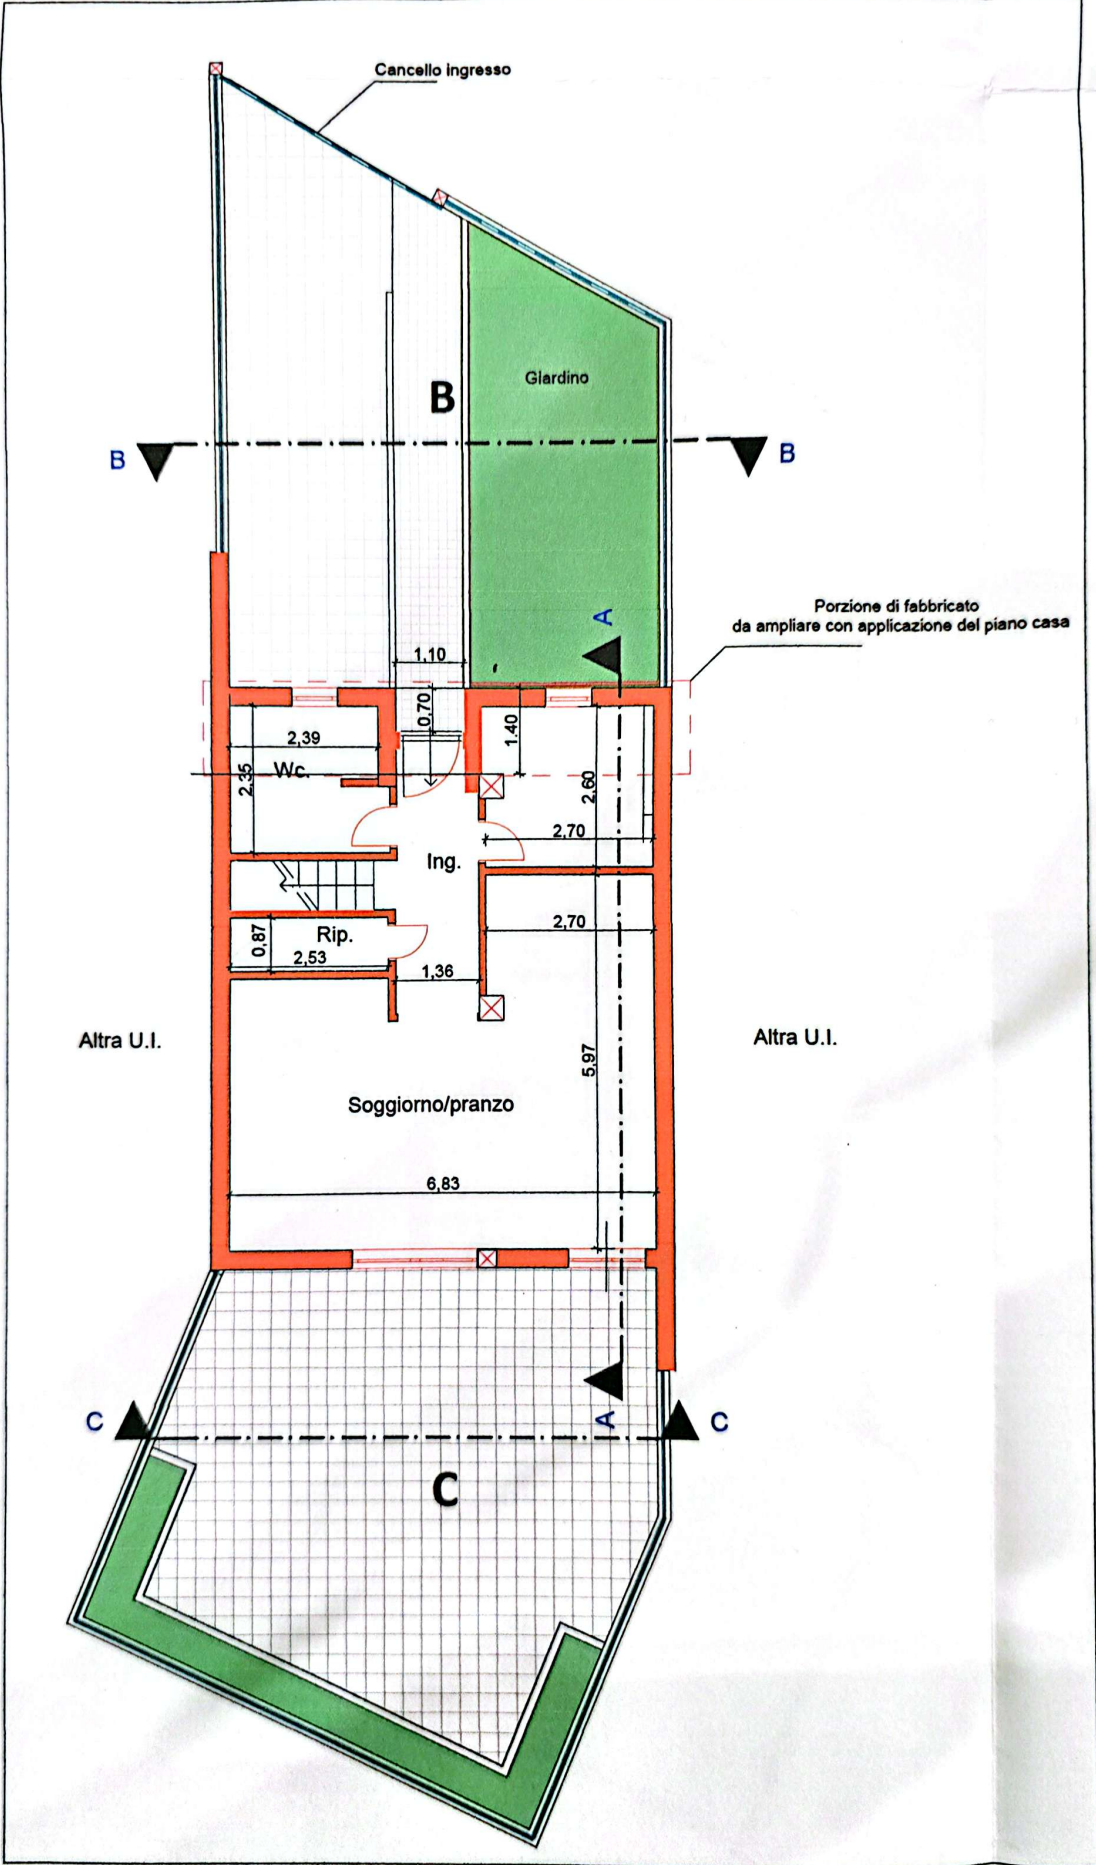 Cancello ingresso
Giardino
B
B
B
A
Porzione di fabbricato
da ampliare con applicazione del piano casa
1,10
0,70
1.40
2,39
Wc.
2,35
2,60
2,70
Ing.
2,70
Rip.
0,87
2,53
1,36
Altra U.I.
Altra U.I.
5,97
Soggiorno/pranzo
6,83
C
A
C
C